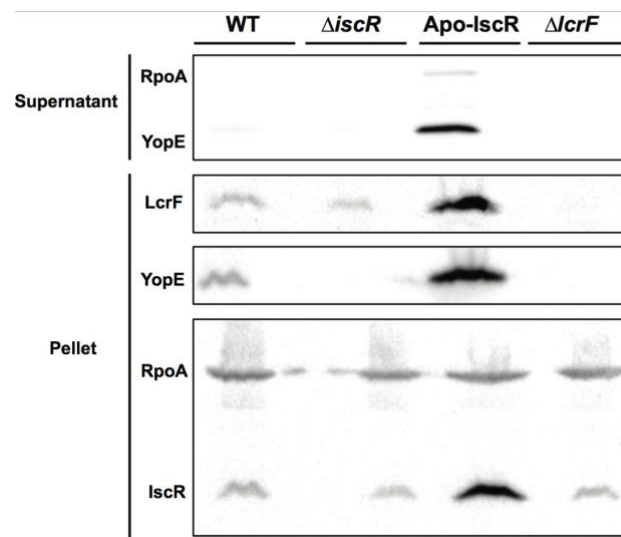 WT ΔiscR Apo-IscR ΔlcrF
Supernatant
RpoA
YopE
Pellet
LcrF
YopE
RpoA
IscR